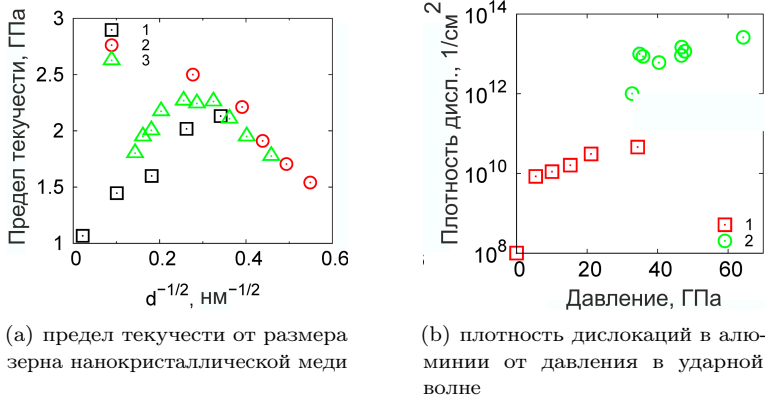 Предел текучести, ГПа
3
2.5
2
1.5
1
0
0.2
0.4
0.6
d⁻¹/², нм⁻¹/²
1
2
3
(a) предел текучести от размера
зерна нанокристаллической меди
Плотность дисл., 1/см²
10¹⁴
10¹²
10¹⁰
10⁸
0
20
40
60
Давление, ГПа
1
2
(b) плотность дислокаций в алю-
минии от давления в ударной
волне